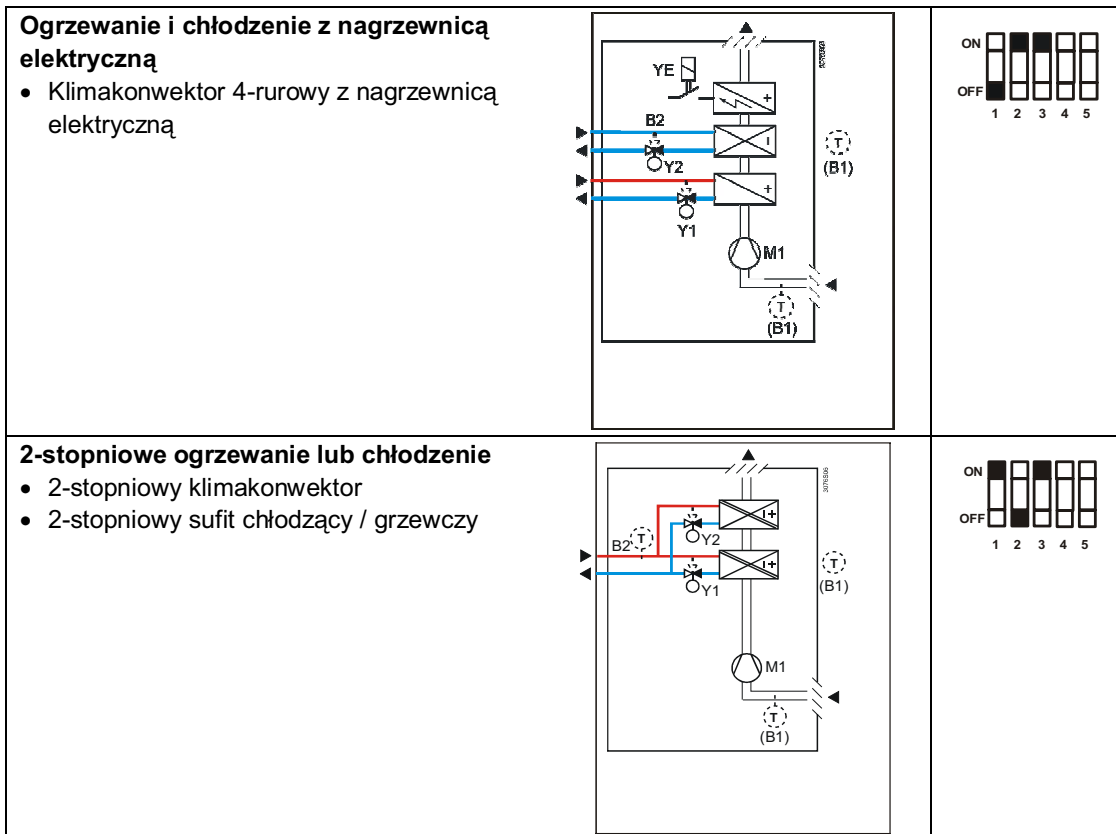 Ogrzewanie i chłodzenie z nagrzewnicą
elektryczną
• Klimakonwektor 4-rurowy z nagrzewnicą
elektryczną
YE
+
B2
Y2
T
(B1)
+
Y1
M1
T
(B1)
ON
OFF
1 2 3 4 5
2-stopniowe ogrzewanie lub chłodzenie
• 2-stopniowy klimakonwektor
• 2-stopniowy sufit chłodzący / grzewczy
3076S06
B2
T
Y2
Y1
T
(B1)
M1
T
(B1)
ON
OFF
1 2 3 4 5